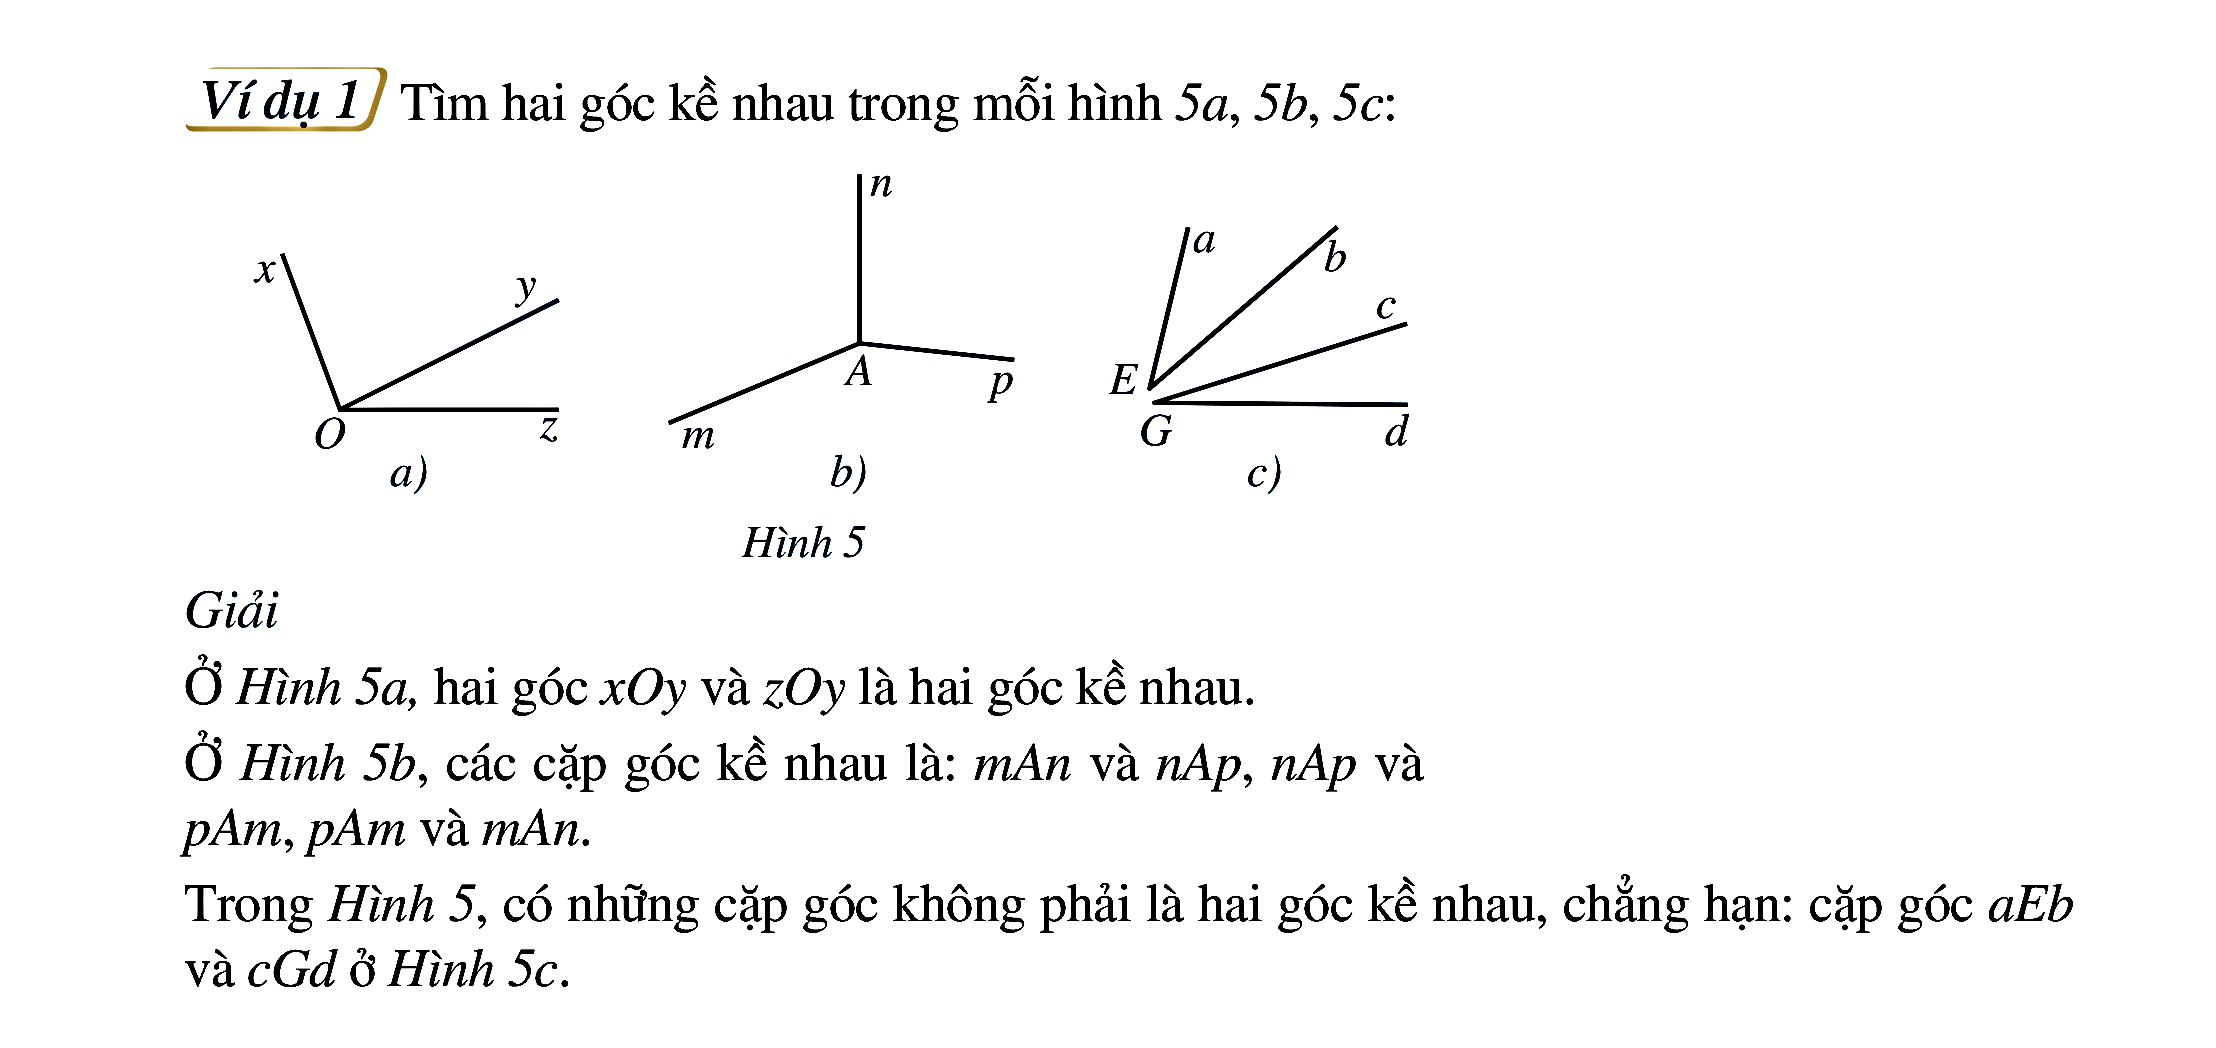 Ví dụ 1 Tìm hai góc kề nhau trong mỗi hình 5a, 5b, 5c:
n
x
y
a
b
c
O
z
A
m
p
E
G
d
a)
b)
c)
Hình 5
Giải
Ở Hình 5a, hai góc xOy và zOy là hai góc kề nhau.
Ở Hình 5b, các cặp góc kề nhau là: mAn và nAp, nAp và
pAm, pAm và mAn.
Trong Hình 5, có những cặp góc không phải là hai góc kề nhau, chẳng hạn: cặp góc aEb
và cGd ở Hình 5c.